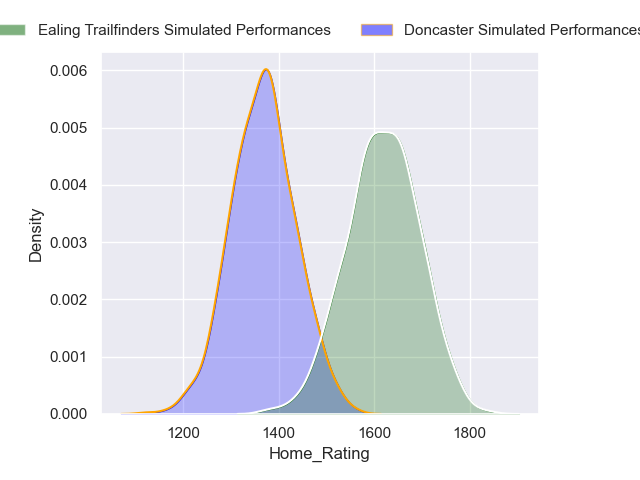 Ealing Trailfinders Simulated Performances
Doncaster Simulated Performances
0.006
0.005
0.004
0.003
0.002
0.001
0.000
Density
1200 1400 1600 1800
Home_Rating